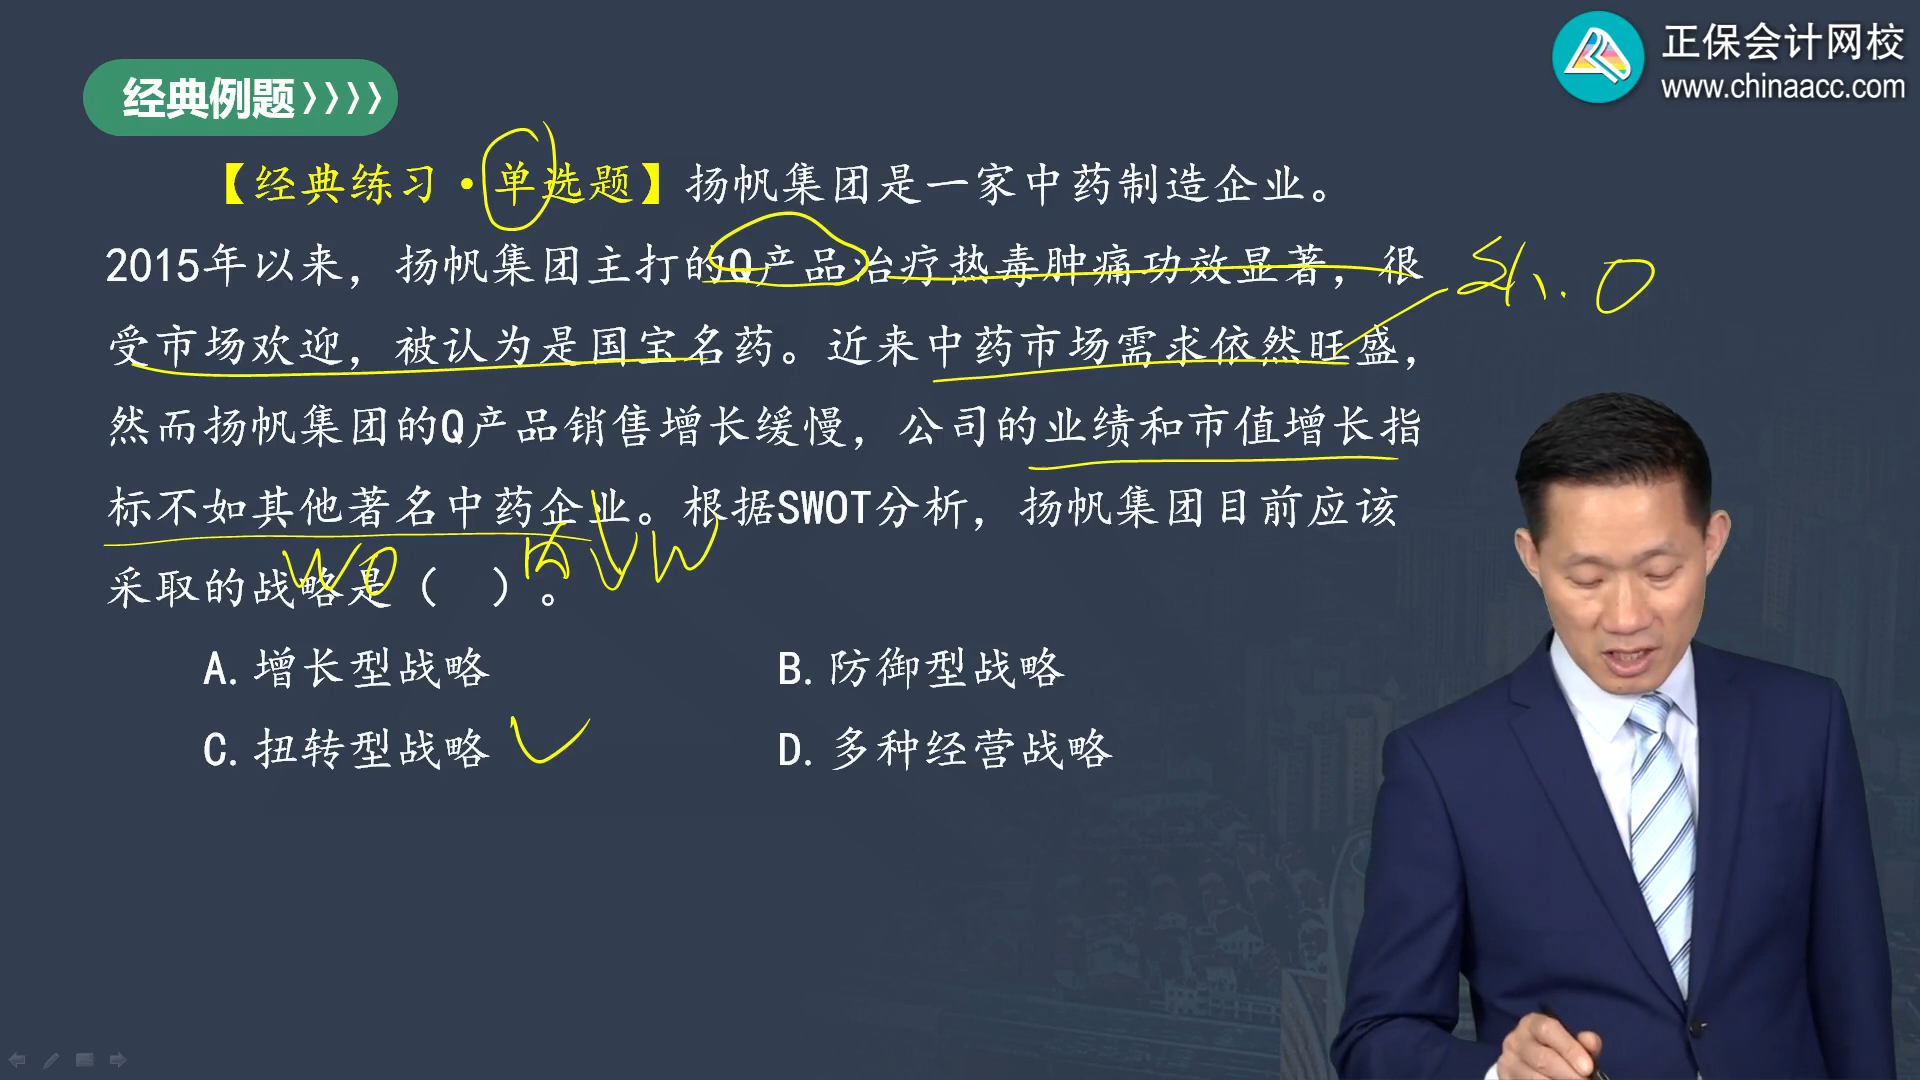 正保会计网校
www.chinaacc.com
经典例题
【经典练习·单选题】扬帆集团是一家中药制造企业。
2015年以来，扬帆集团主打的Q产品治疗热毒肿痛功效显著，很
受市场欢迎，被认为是国宝名药。近来中药市场需求依然旺盛，
然而扬帆集团的Q产品销售增长缓慢，公司的业绩和市值增长指
标不如其他著名中药企业。根据SWOT分析，扬帆集团目前应该
采取的战略是（ ）。
A. 增长型战略
B. 防御型战略
C. 扭转型战略
D. 多种经营战略
外、O
WO
内
W